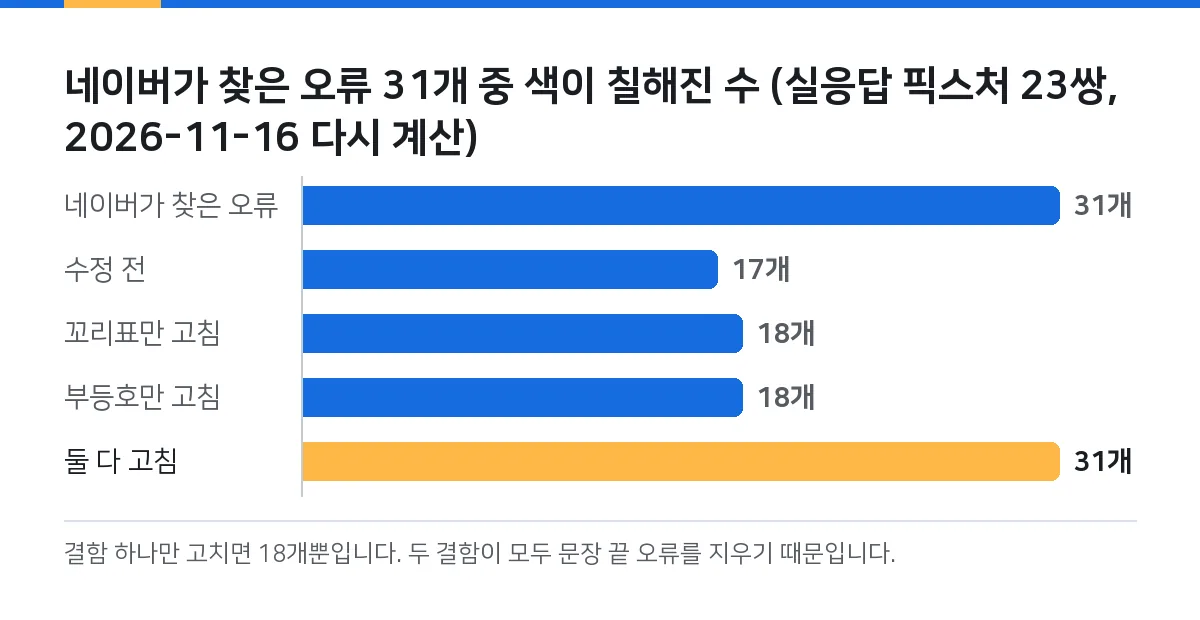 네이버가 찾은 오류 31개 중 색이 칠해진 수 (실응답 픽스처 23쌍,
2026-11-16 다시 계산)
네이버가 찾은 오류 31개
수정 전 17개
꼬리표만 고침 18개
부등호만 고침 18개
둘 다 고침 31개
결함 하나만 고치면 18개뿐입니다. 두 결함이 모두 문장 끝 오류를 지우기 때문입니다.